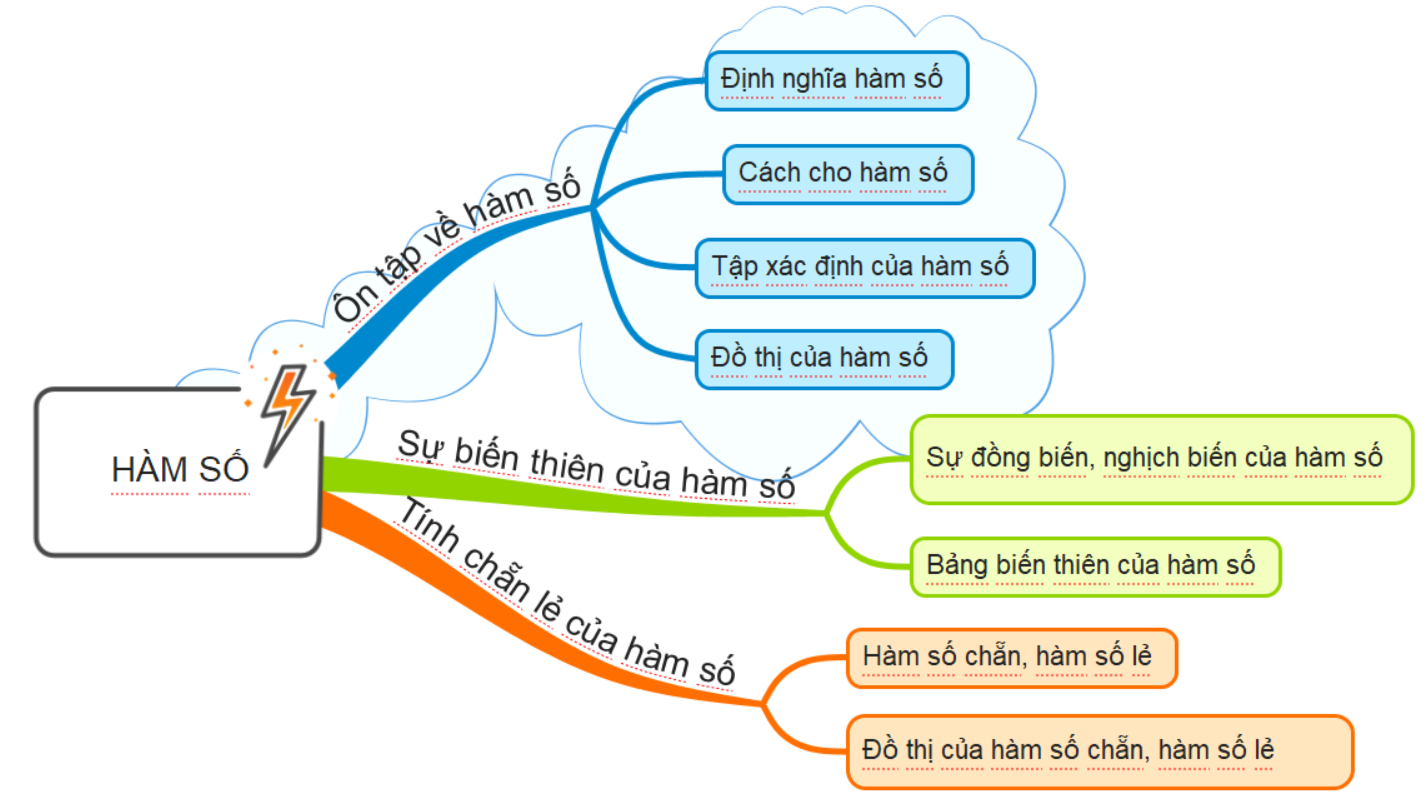 HÀM SỐ
Ôn tập về hàm số
Định nghĩa hàm số
Cách cho hàm số
Tập xác định của hàm số
Đồ thị của hàm số
Sự biến thiên của hàm số
Sự đồng biến, nghịch biến của hàm số
Bảng biến thiên của hàm số
Tính chẵn lẻ của hàm số
Hàm số chẵn, hàm số lẻ
Đồ thị của hàm số chẵn, hàm số lẻ